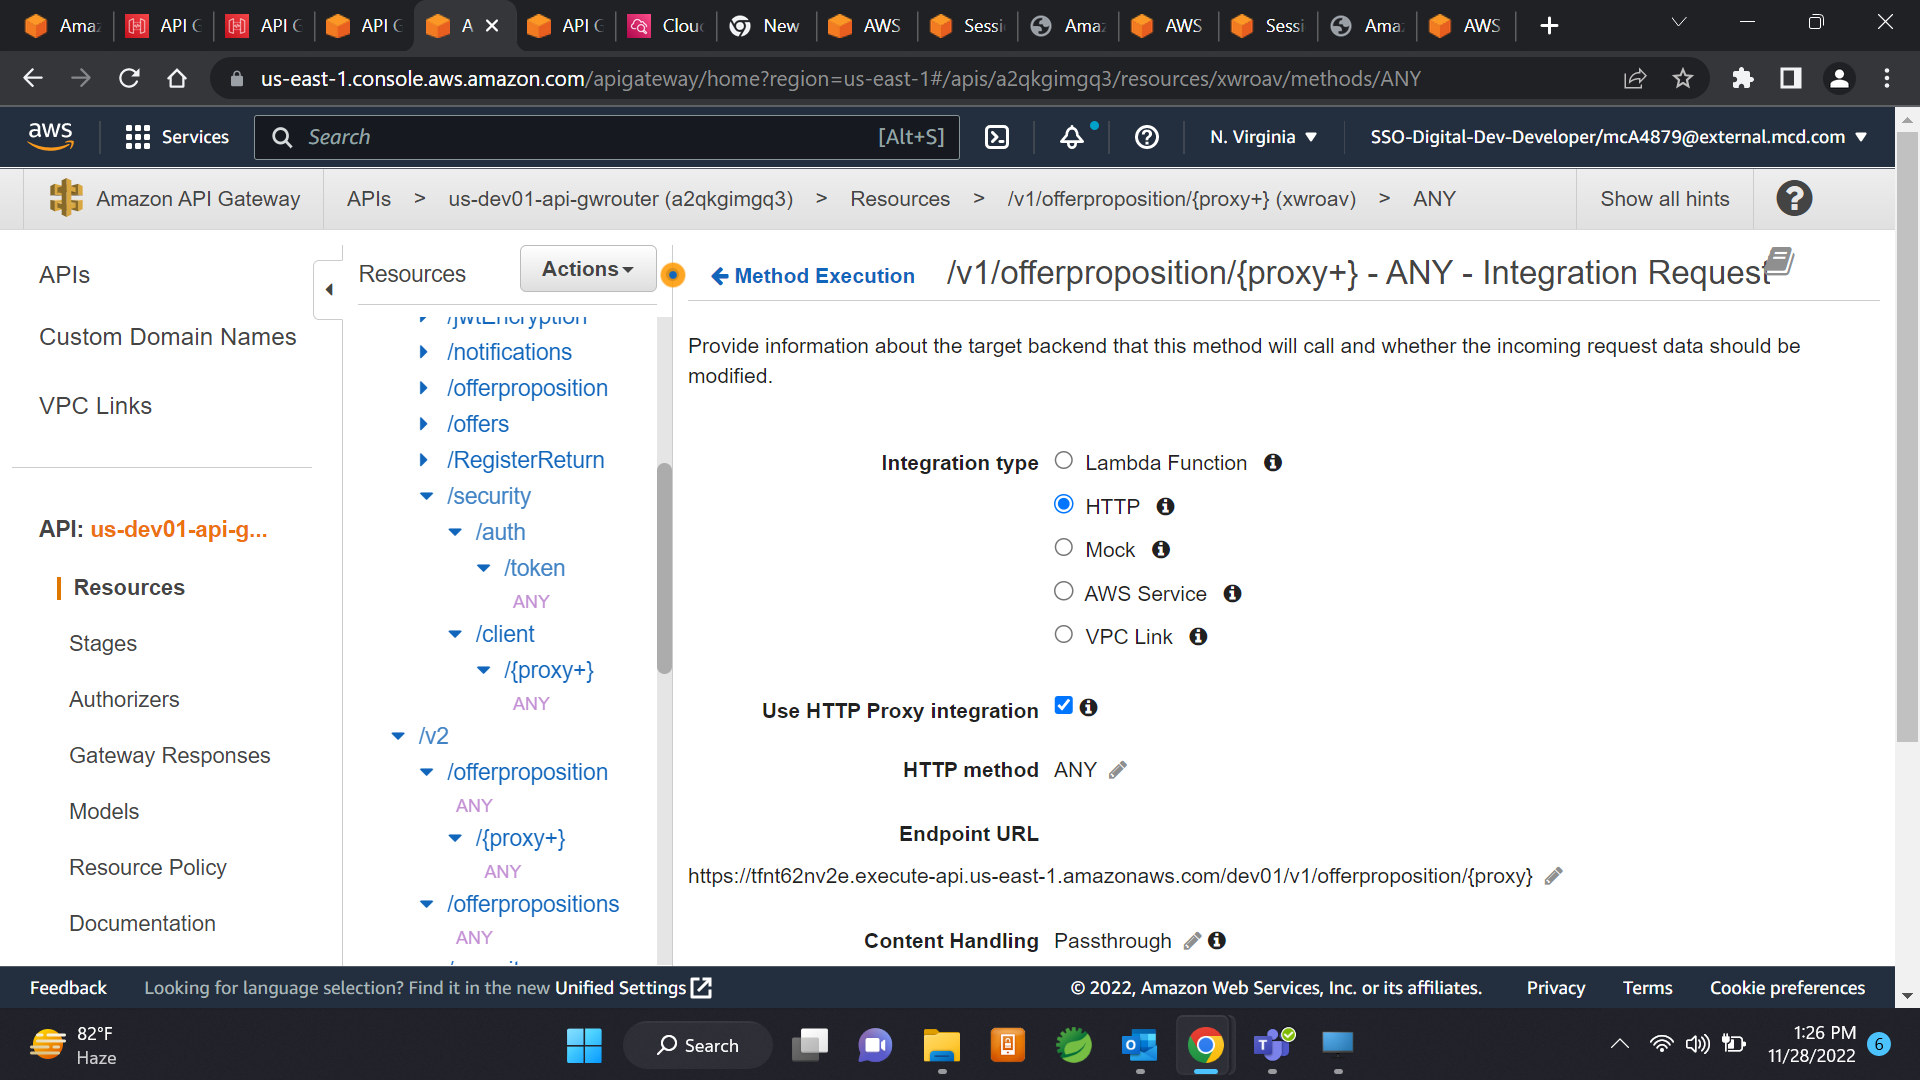 Ama
API G
API G
API G
A
API G
Clou
New
AWS
Sessi
Ama
AWS
Sessi
Ama
AWS
us-east-1.console.aws.amazon.com/apigateway/home?region=us-east-1#/apis/a2qkgimgq3/resources/xwroav/methods/ANY
aws
Services
Search
[Alt+S]
N. Virginia
SSO-Digital-Dev-Developer/mcA4879@external.mcd.com
Amazon API Gateway
APIs > us-dev01-api-gwrouter (a2qkgimgq3) > Resources > /v1/offerproposition/{proxy+} (xwroav) > ANY
Show all hints
APIs
Custom Domain Names
VPC Links
API: us-dev01-api-g...
Resources
Stages
Authorizers
Gateway Responses
Models
Resource Policy
Documentation
Resources
Actions
/jwtEncryption
/notifications
/offerproposition
/offers
/RegisterReturn
/security
/auth
/token
ANY
/client
/{proxy+}
ANY
/v2
/offerproposition
ANY
/{proxy+}
ANY
/offerpropositions
ANY
Method Execution
/v1/offerproposition/{proxy+} - ANY - Integration Request
Provide information about the target backend that this method will call and whether the incoming request data should be
modified.
Integration type
Lambda Function
HTTP
Mock
AWS Service
VPC Link
Use HTTP Proxy integration
HTTP method ANY
Endpoint URL
https://tfnt62nv2e.execute-api.us-east-1.amazonaws.com/dev01/v1/offerproposition/{proxy}
Content Handling Passthrough
Feedback
Looking for language selection? Find it in the new Unified Settings
© 2022, Amazon Web Services, Inc. or its affiliates.
Privacy
Terms
Cookie preferences
82°F
Haze
Search
1:26 PM
11/28/2022
6